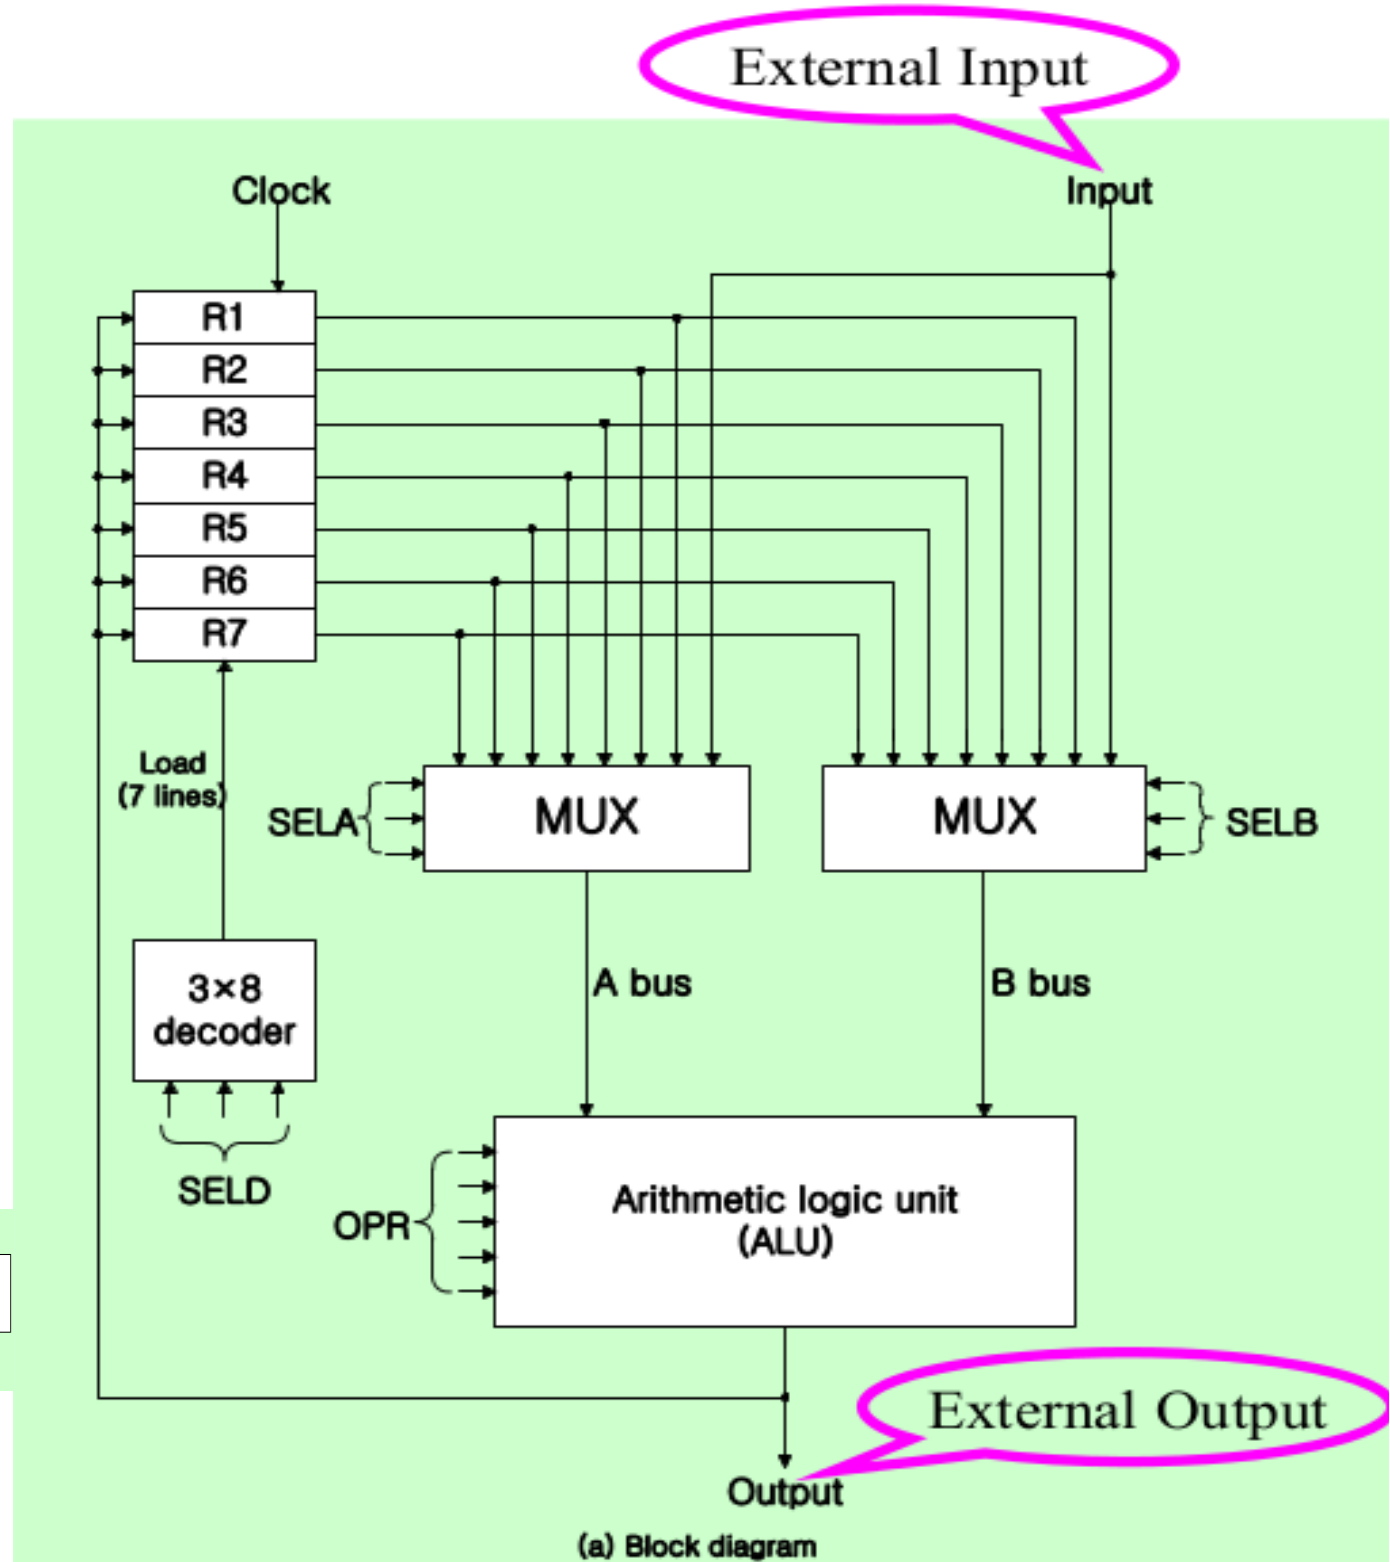 External Input
Clock
Input
R1
R2
R3
R4
R5
R6
R7
Load
(7 lines)
SELA
MUX
MUX
SELB
A bus
B bus
3×8
decoder
SELD
OPR
Arithmetic logic unit
(ALU)
External Output
Output
(a) Block diagram